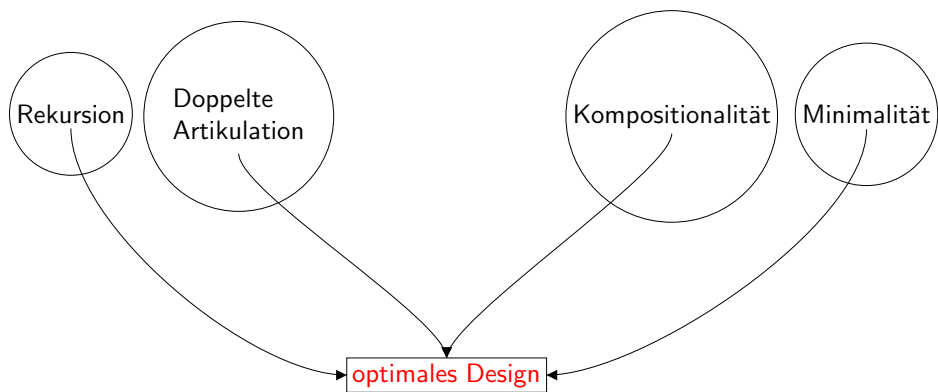 Rekursion
Doppelte
Artikulation
Kompositionalität
Minimalität
optimales Design